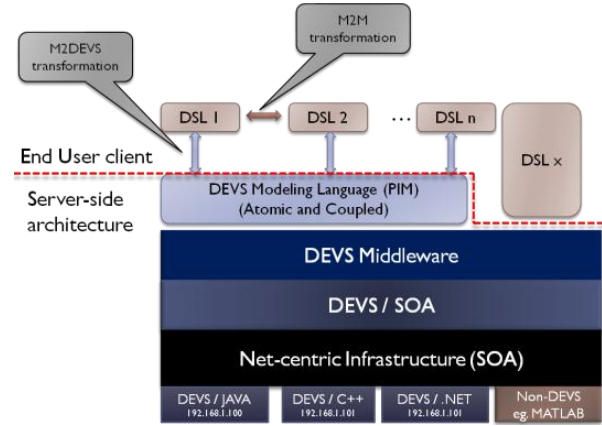 M2DEVS
transformation
M2M
transformation
DSL 1
DSL 2
...
DSL n
DSL x
End User client
Server-side
architecture
DEVS Modeling Language (PIM)
(Atomic and Coupled)
DEVS Middleware
DEVS / SOA
Net-centric Infrastructure (SOA)
DEVS / JAVA
192.168.1.100
DEVS / C++
192.168.1.101
DEVS / .NET
192.168.1.101
Non-DEVS
eg. MATLAB